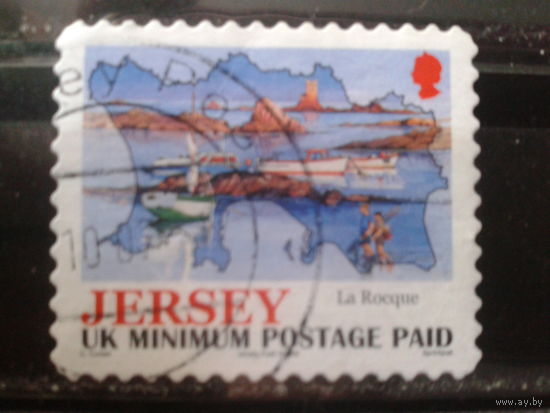 La Rocque
JERSEY
UK MINIMUM POSTAGE PAID
www.ay.by